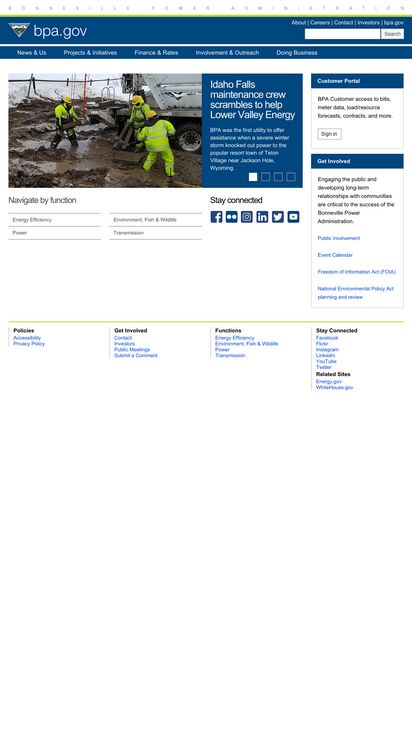 BONNEVILLE POWER ADMINISTRATION
About | Careers | Contact | Investors | bpa.gov
bpa.gov
Search
News & Us
Projects & Initiatives
Finance & Rates
Involvement & Outreach
Doing Business
Idaho Falls
maintenance crew
scrambles to help
Lower Valley Energy
BPA was the first utility to offer
assistance when a severe winter
storm knocked out power to the
popular resort town of Teton
Village near Jackson Hole,
Wyoming.
Customer Portal
BPA Customer access to bills,
meter data, load/resource
forecasts, contracts, and more.
Sign in
Get Involved
Engaging the public and
developing long-term
relationships with communities
are critical to the success of the
Bonneville Power
Administration.
Public Involvement
Event Calendar
Freedom of Information Act (FOIA)
National Environmental Policy Act
planning and review
Navigate by function
Energy Efficiency
Environment, Fish & Wildlife
Power
Transmission
Stay connected
Policies
Accessibility
Privacy Policy
Get Involved
Contact
Investors
Public Meetings
Submit a Comment
Functions
Energy Efficiency
Environment, Fish & Wildlife
Power
Transmission
Stay Connected
Facebook
Flickr
Instagram
LinkedIn
YouTube
Twitter
Related Sites
Energy.gov
WhiteHouse.gov